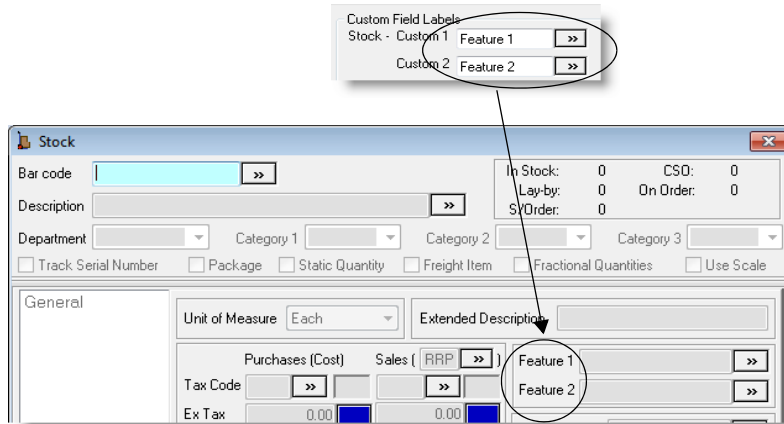 Custom Field Labels
Stock - Custom 1 Feature 1 »
Custom 2 Feature 2 »
Stock
Bar code »
In Stock: 0 CSO: 0
Lay-by: 0 On Order: 0
S/Order: 0
Description »
Department Category 1 Category 2 Category 3
Track Serial Number Package Static Quantity Freight Item Fractional Quantities Use Scale
General
Unit of Measure Each Extended Description
Purchases (Cost) Sales ( RRP » )
Feature 1 »
Tax Code » »
Feature 2 »
Ex Tax 0.00 0.00